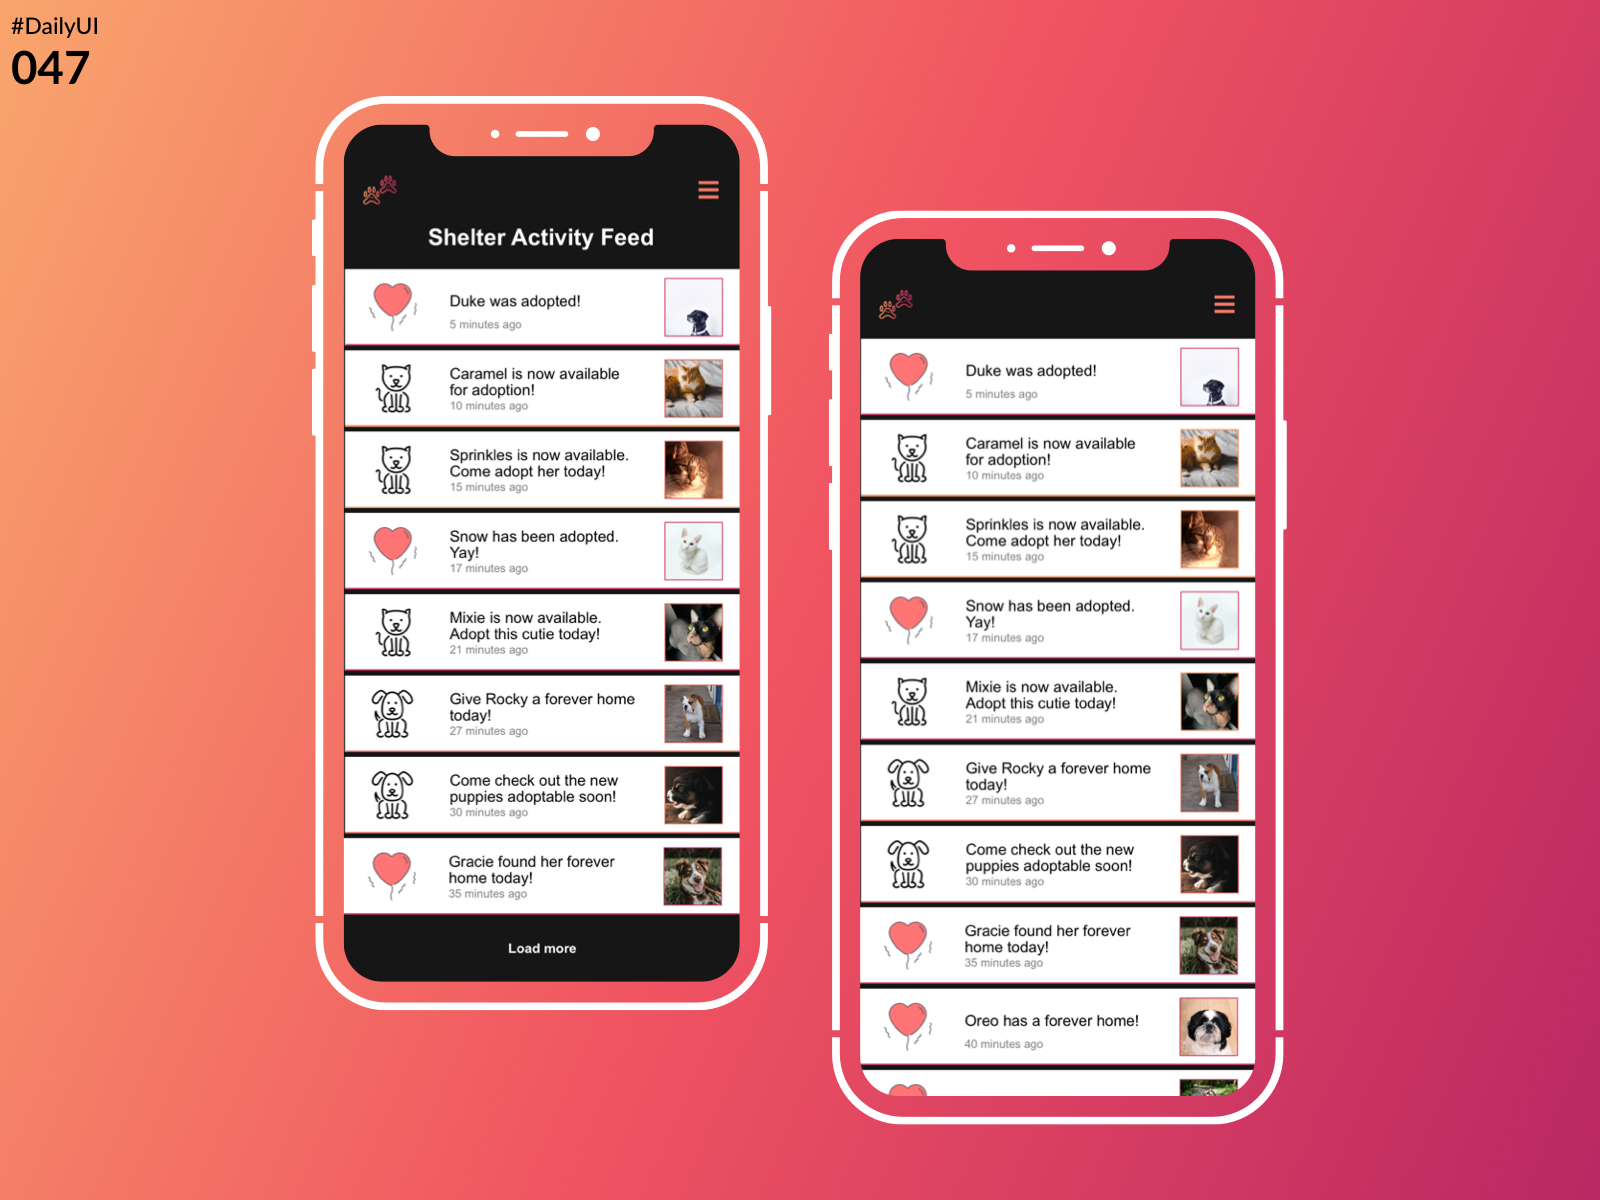 #DailyUI
047
Shelter Activity Feed
Duke was adopted!
5 minutes ago
Caramel is now available
for adoption!
10 minutes ago
Sprinkles is now available.
Come adopt her today!
15 minutes ago
Snow has been adopted.
Yay!
17 minutes ago
Mixie is now available.
Adopt this cutie today!
21 minutes ago
Give Rocky a forever home
today!
27 minutes ago
Come check out the new
puppies adoptable soon!
30 minutes ago
Gracie found her forever
home today!
35 minutes ago
Load more
Duke was adopted!
5 minutes ago
Caramel is now available
for adoption!
10 minutes ago
Sprinkles is now available.
Come adopt her today!
15 minutes ago
Snow has been adopted.
Yay!
17 minutes ago
Mixie is now available.
Adopt this cutie today!
21 minutes ago
Give Rocky a forever home
today!
27 minutes ago
Come check out the new
puppies adoptable soon!
30 minutes ago
Gracie found her forever
home today!
35 minutes ago
Oreo has a forever home!
40 minutes ago